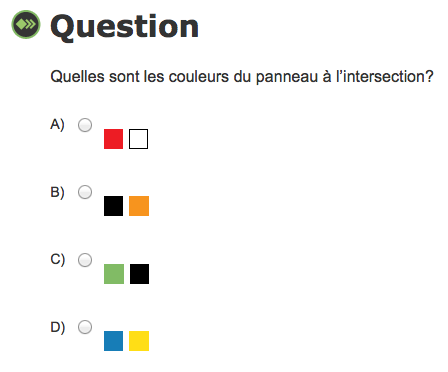 Question
Quelles sont les couleurs du panneau à l'intersection?
A)
B)
C)
D)